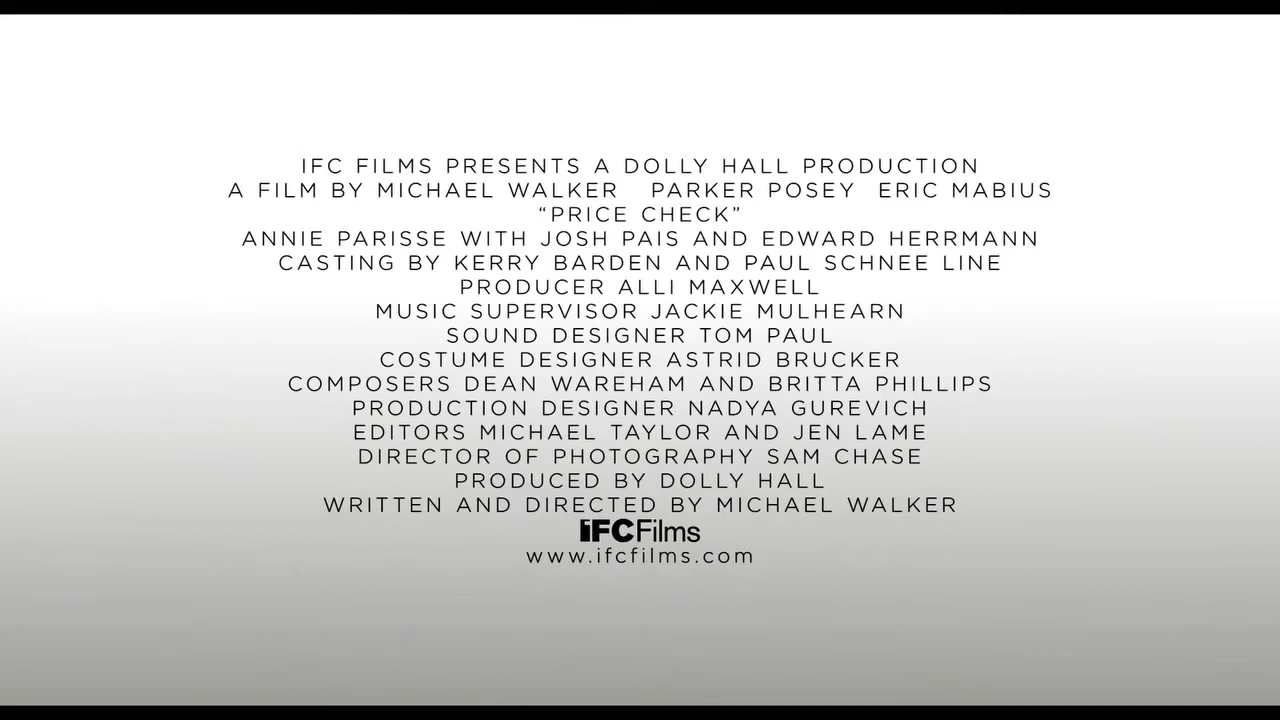 IFC FILMS PRESENTS A DOLLY HALL PRODUCTION
A FILM BY MICHAEL WALKER PARKER POSEY ERIC MABIUS
“PRICE CHECK”
ANNIE PARISSE WITH JOSH PAIS AND EDWARD HERRMANN
CASTING BY KERRY BARDEN AND PAUL SCHNEE LINE
PRODUCER ALLI MAXWELL
MUSIC SUPERVISOR JACKIE MULHEARN
SOUND DESIGNER TOM PAUL
COSTUME DESIGNER ASTRID BRUCKER
COMPOSERS DEAN WAREHAM AND BRITTA PHILLIPS
PRODUCTION DESIGNER NADYA GUREVICH
EDITORS MICHAEL TAYLOR AND JEN LAME
DIRECTOR OF PHOTOGRAPHY SAM CHASE
PRODUCED BY DOLLY HALL
WRITTEN AND DIRECTED BY MICHAEL WALKER
iFC Films
www.ifcfilms.com